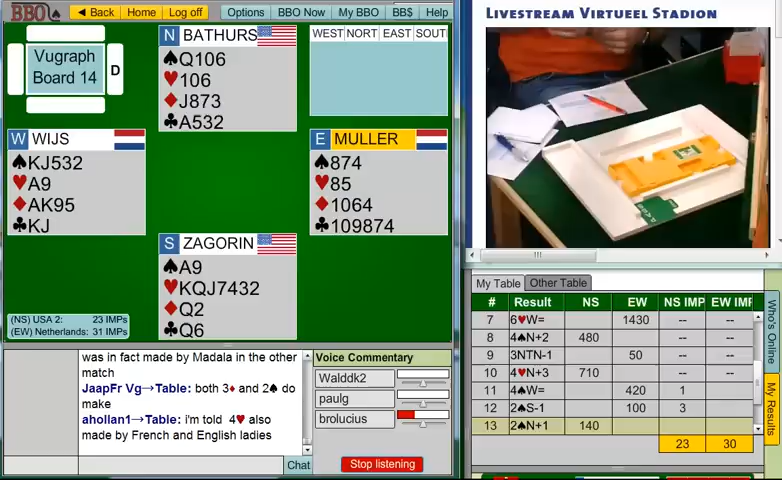 BBO
Back
Home
Log off
Options
BBO Now
My BBO
BB$
Help
LIVESTREAM VIRTUEEL STADION
Vugraph
Board 14
D
N BATHURS
♠Q106
♥106
♦J873
♣A532
WEST NORT EAST SOUTI
W WIJS
♠KJ532
♥A9
♦AK95
♣KJ
E MULLER
♠874
♥85
♦1064
♣109874
S ZAGORIN
♠A9
♥KQJ7432
♦Q2
♣Q6
(NS) USA 2: 23 IMPs
(EW) Netherlands: 31 IMPs
was in fact made by Madala in the other
match
JaapFr Vg→Table: both 3♦ and 2♠ do
make
ahollan1→Table: i'm told 4♥ also
made by French and English ladies
Chat
Voice Commentary
Walddk2
paulg
brolucius
Stop listening
My Table Other Table
# Result NS EW NS IMP EW IMF
7 6♥W= 1430 -- --
8 4♠N+2 480 -- --
9 3NTN-1 50 -- --
10 4♥N+3 710 -- --
11 4♠W= 420 1
12 2♠S-1 100 3
13 2♠N+1 140
23 30
Who's Online
My Results